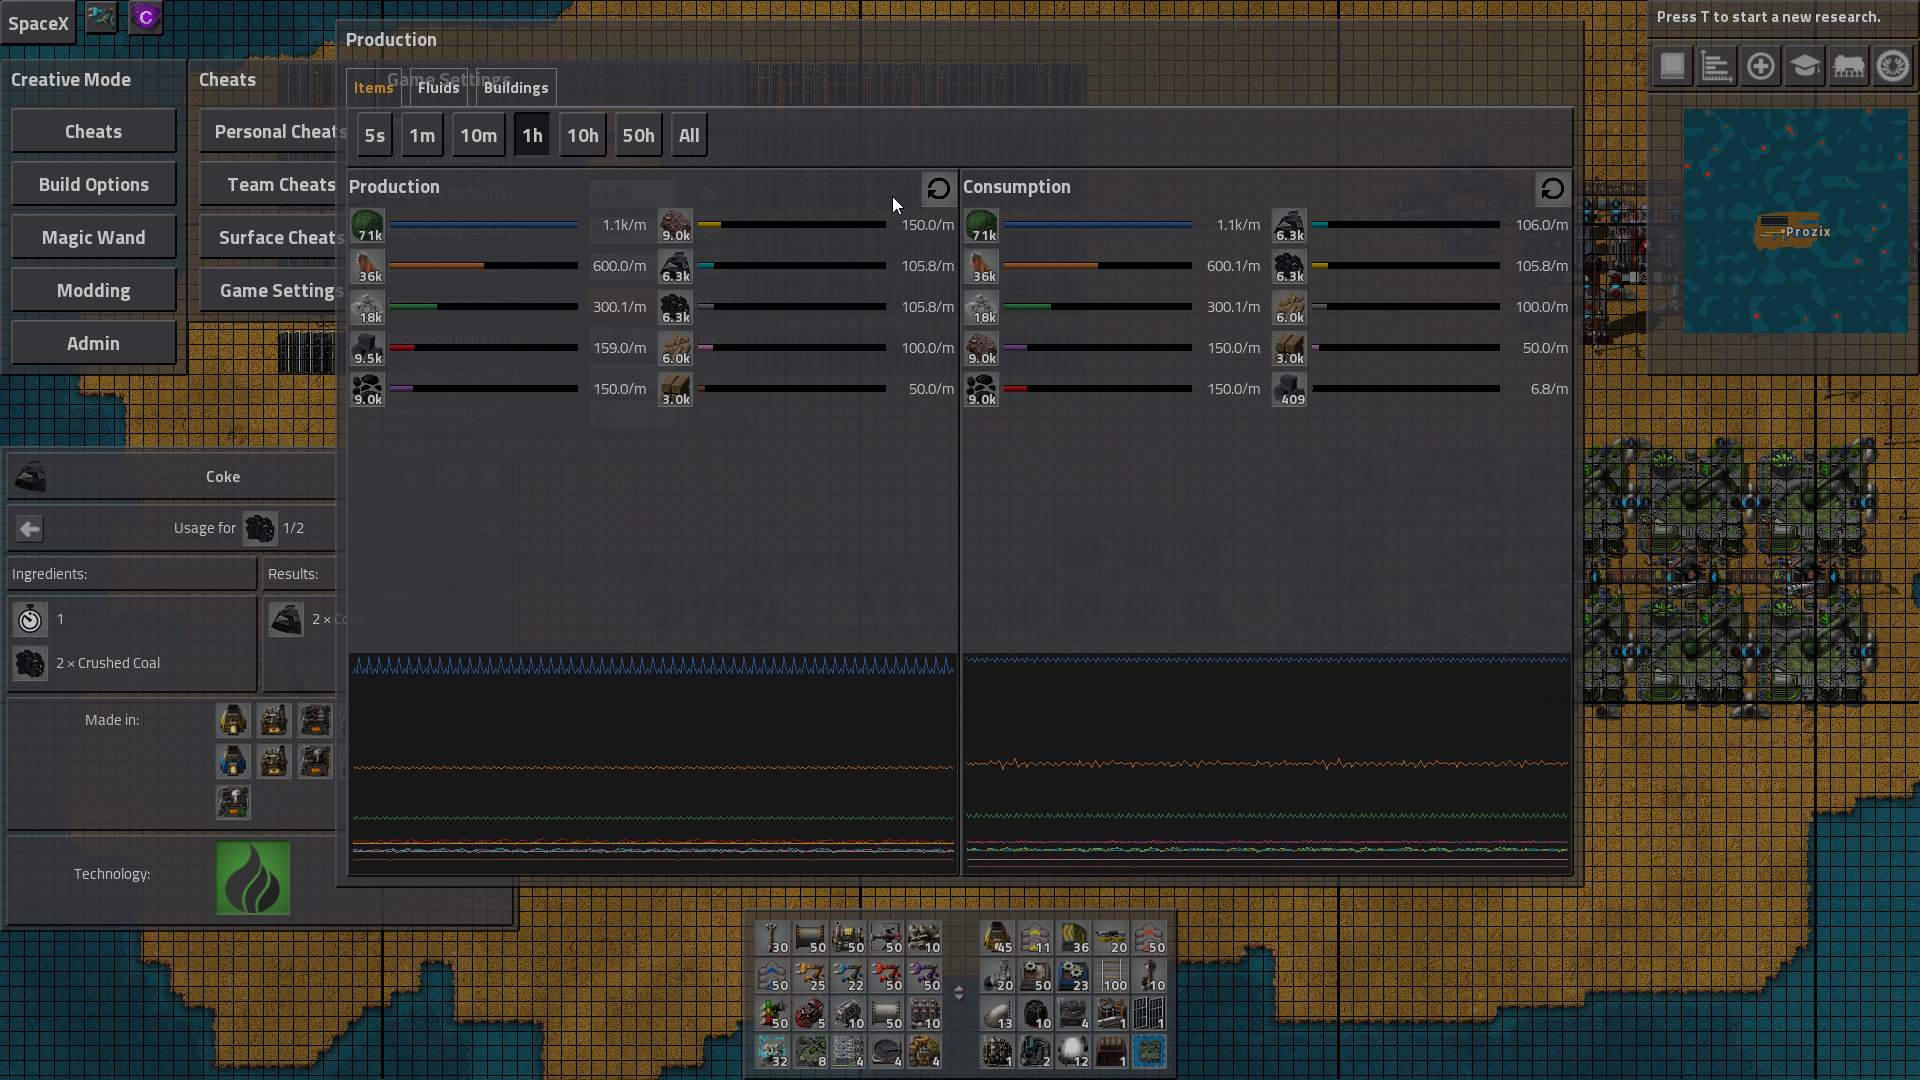 SpaceX
Press T to start a new research.
Production
Creative Mode
Cheats
Game Settings
Items
Fluids
Buildings
Cheats
Personal Cheats
5s
1m
10m
1h
10h
50h
All
Build Options
Team Cheats
Production
Consumption
Magic Wand
Surface Cheats
Modding
Game Settings
Admin
71k 1.1k/m 9.0k 150.0/m
71k 1.1k/m 6.3k 106.0/m
36k 600.0/m 6.3k 105.8/m
36k 600.1/m 6.3k 105.8/m
18k 300.1/m 6.3k 105.8/m
18k 300.1/m 6.0k 100.0/m
9.5k 159.0/m 6.0k 100.0/m
9.0k 150.0/m 3.0k 50.0/m
9.0k 150.0/m 3.0k 50.0/m
9.0k 150.0/m 409 6.8/m
Prozix
Coke
Usage for 1/2
Ingredients:
Results:
1
2 × Coke
2 × Crushed Coal
Made in:
Technology:
30 50 50 50 10
45 11 36 20 50
50 25 22 50 50
20 50 23 100 10
50 5 10 50 10
13 10 4 1 1
32 8 4 4 4
1 2 12 1